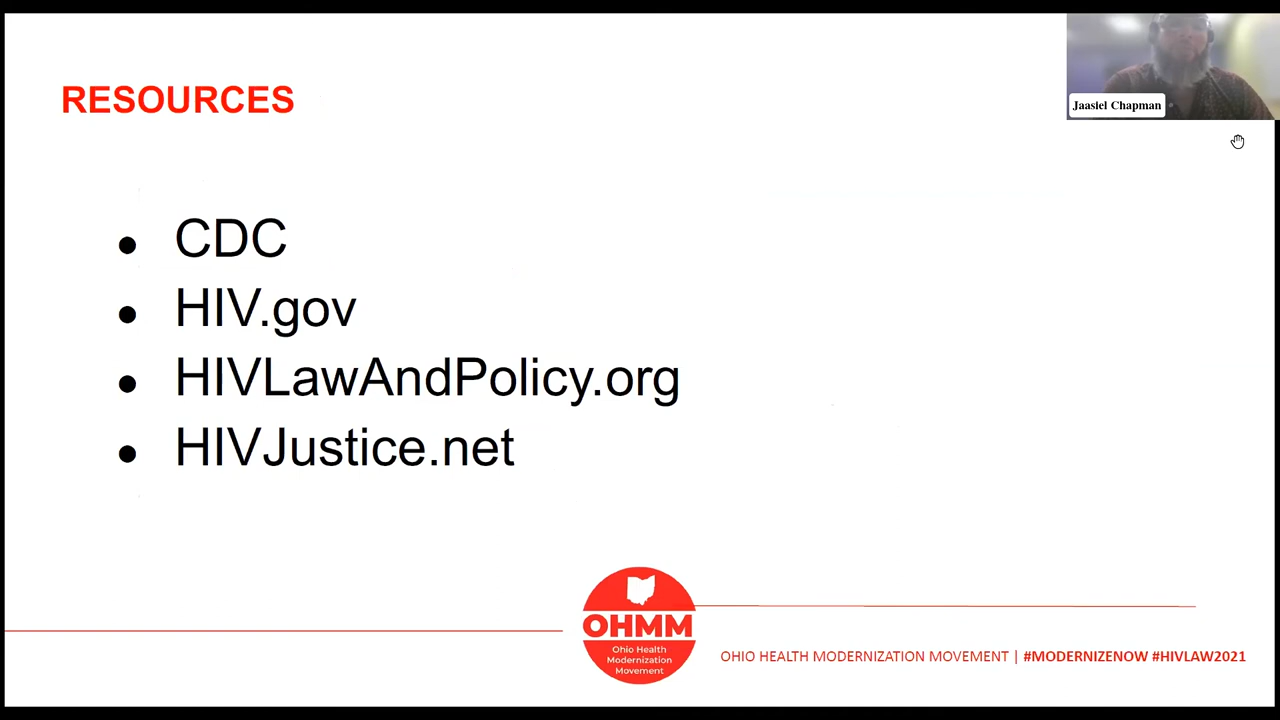 RESOURCES
Jaasiel Chapman
● CDC
● HIV.gov
● HIVLawAndPolicy.org
● HIVJustice.net
OHMM
Ohio Health
Modernization
Movement
OHIO HEALTH MODERNIZATION MOVEMENT | #MODERNIZENOW #HIVLAW2021